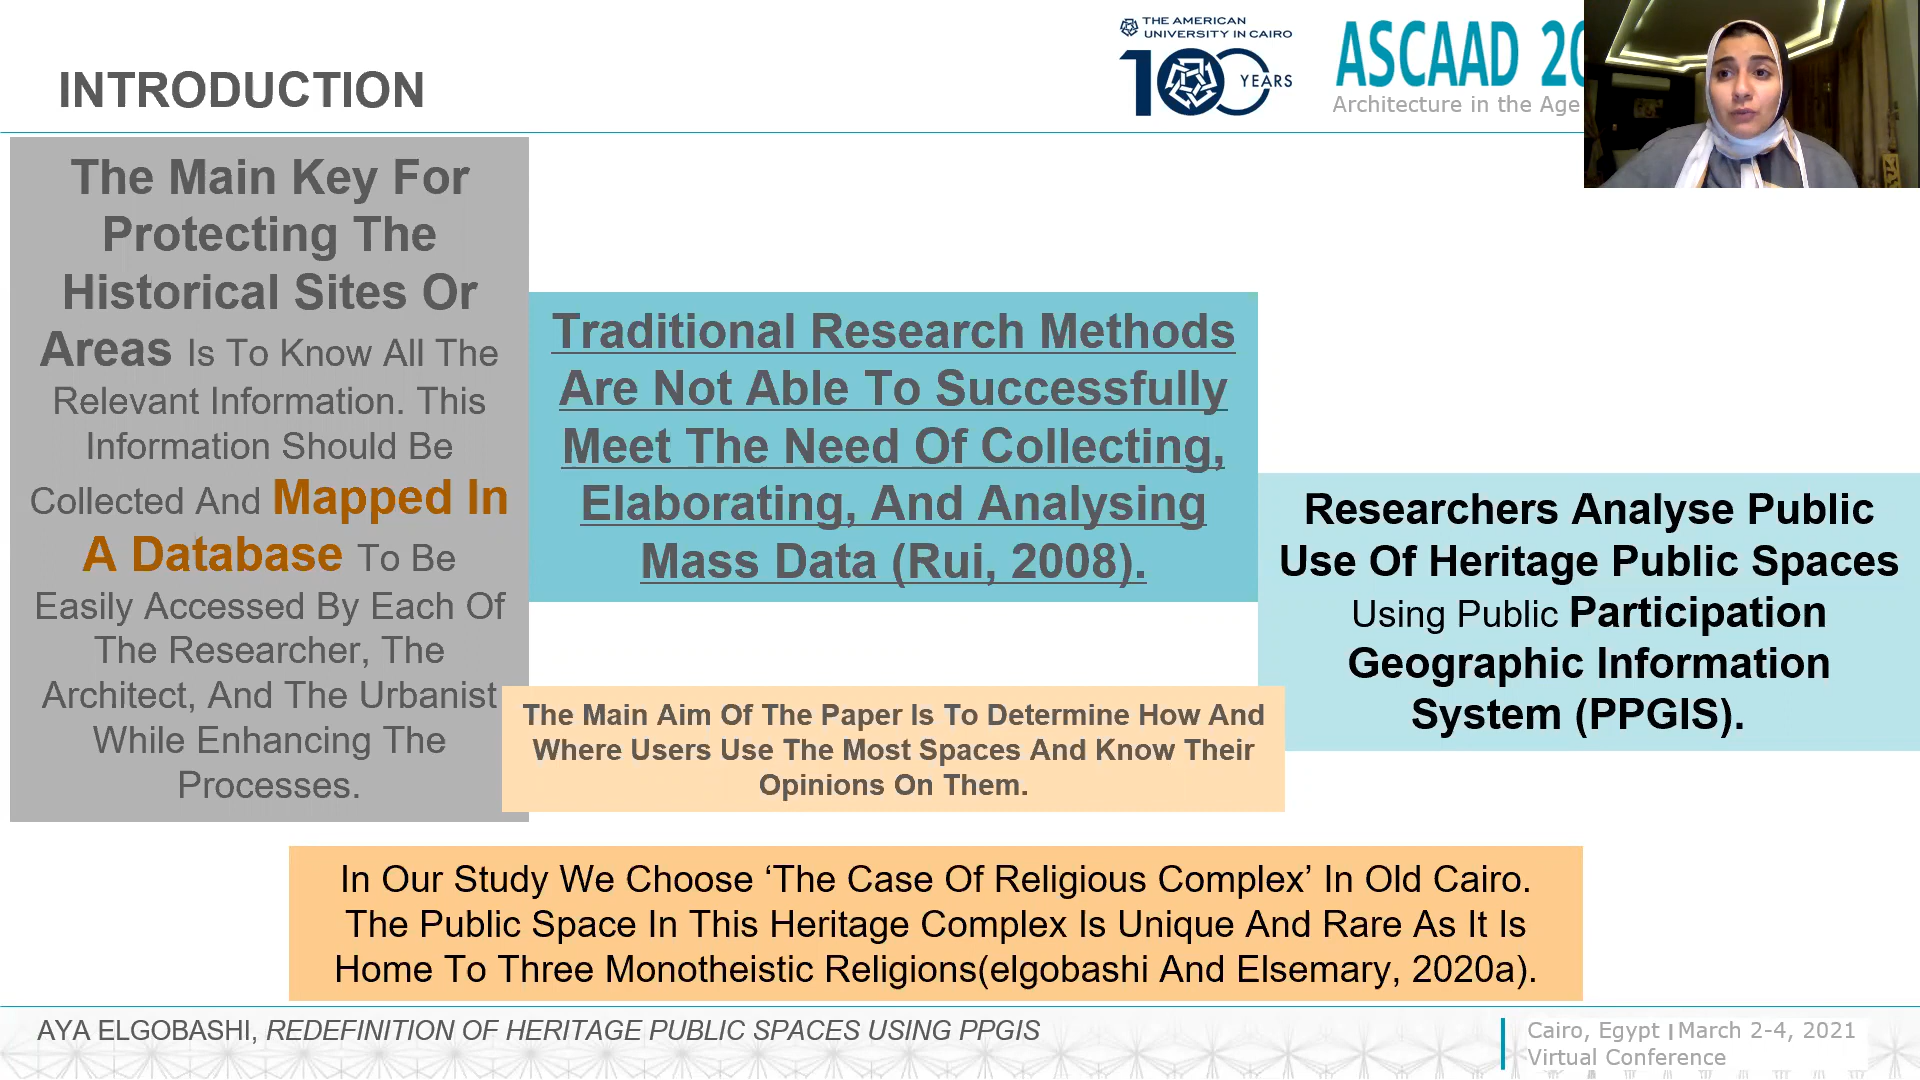 INTRODUCTION
THE AMERICAN
UNIVERSITY IN CAIRO
100 YEARS
ASCAAD 20
Architecture in the Age
The Main Key For
Protecting The
Historical Sites Or
Areas Is To Know All The
Relevant Information. This
Information Should Be
Collected And Mapped In
A Database To Be
Easily Accessed By Each Of
The Researcher, The
Architect, And The Urbanist
While Enhancing The
Processes.
Traditional Research Methods
Are Not Able To Successfully
Meet The Need Of Collecting,
Elaborating, And Analysing
Mass Data (Rui, 2008).
Researchers Analyse Public
Use Of Heritage Public Spaces
Using Public Participation
Geographic Information
System (PPGIS).
The Main Aim Of The Paper Is To Determine How And
Where Users Use The Most Spaces And Know Their
Opinions On Them.
In Our Study We Choose ‘The Case Of Religious Complex’ In Old Cairo.
The Public Space In This Heritage Complex Is Unique And Rare As It Is
Home To Three Monotheistic Religions(elgobashi And Elsemary, 2020a).
AYA ELGOBASHI, REDEFINITION OF HERITAGE PUBLIC SPACES USING PPGIS
Cairo, Egypt | March 2-4, 2021
Virtual Conference